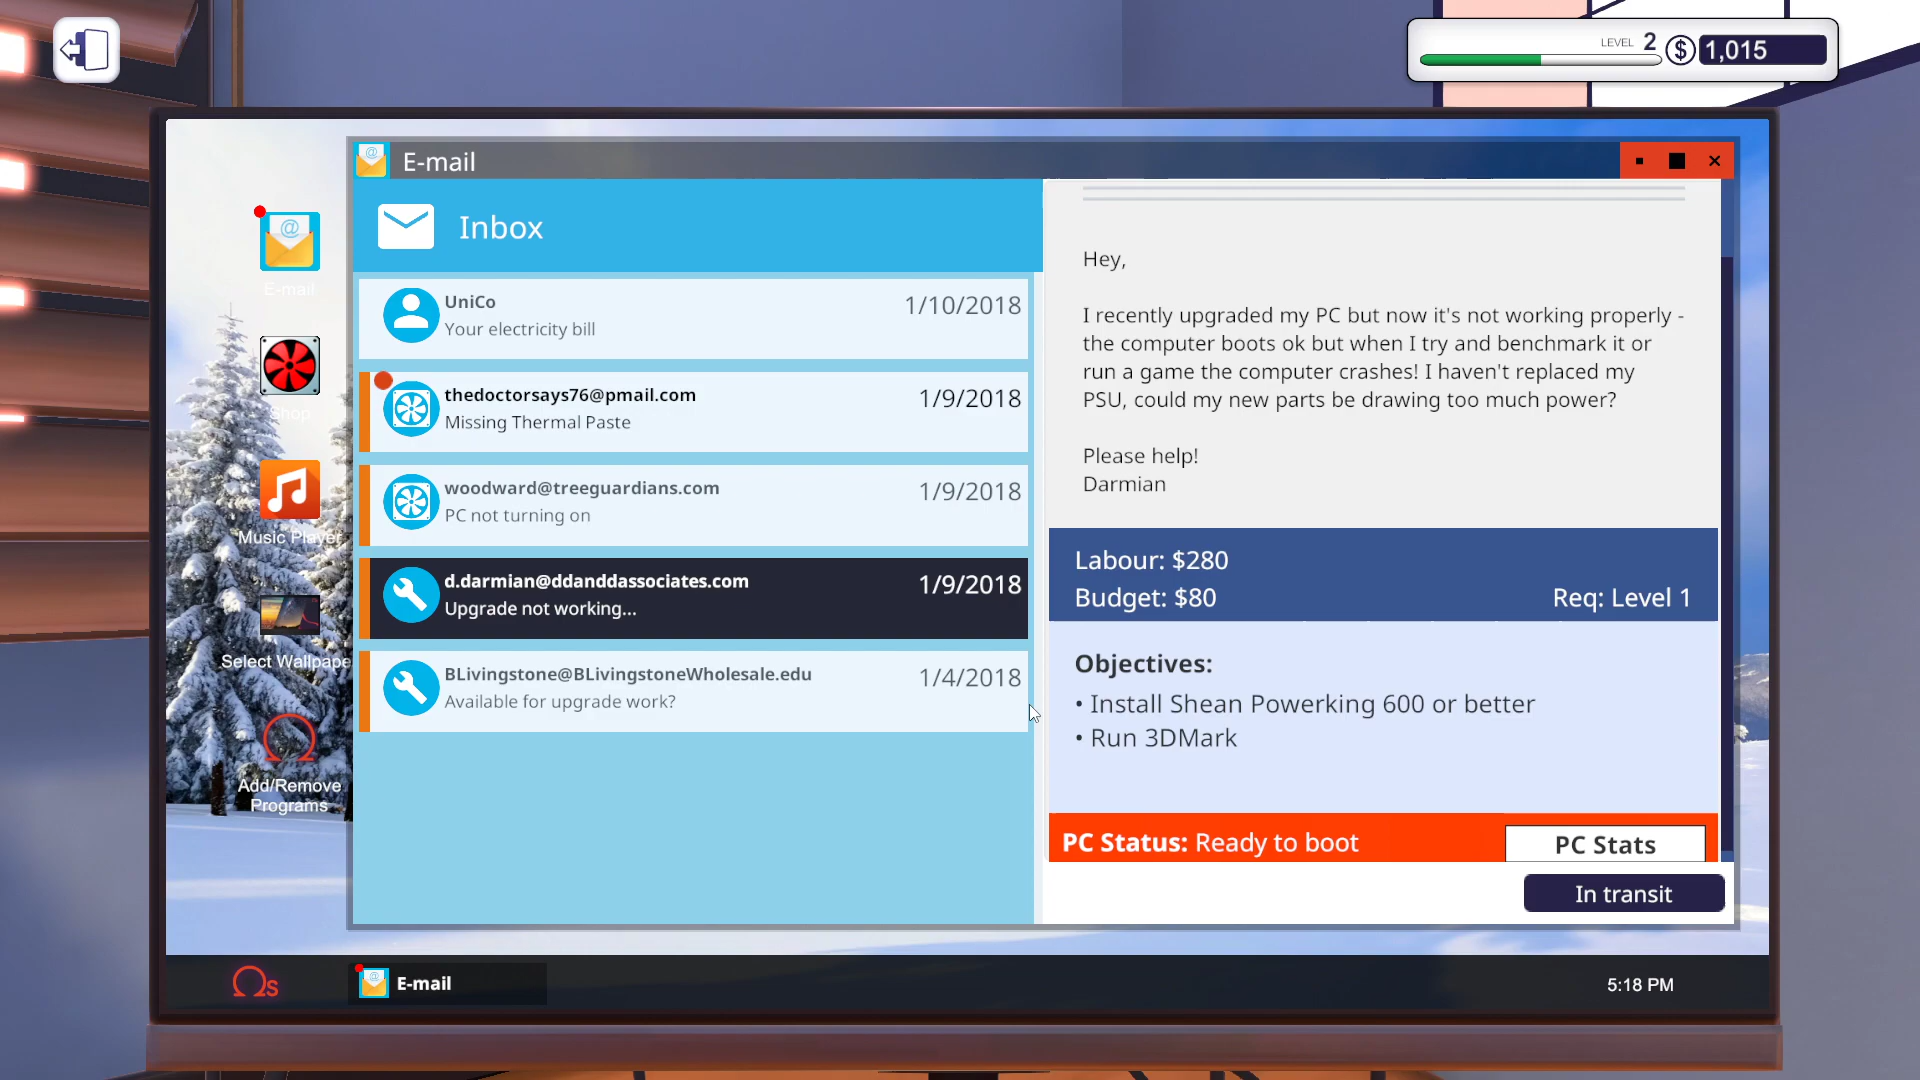 LEVEL 2 $ 1,015
E-mail
Inbox
UniCo
Your electricity bill
1/10/2018
thedoctorsays76@pmail.com
Missing Thermal Paste
1/9/2018
woodward@treeguardians.com
PC not turning on
1/9/2018
d.darmian@ddanddassociates.com
Upgrade not working...
1/9/2018
BLivingstone@BLivingstoneWholesale.edu
Available for upgrade work?
1/4/2018
Hey,
I recently upgraded my PC but now it's not working properly -
the computer boots ok but when I try and benchmark it or
run a game the computer crashes! I haven't replaced my
PSU, could my new parts be drawing too much power?
Please help!
Darmian
Labour: $280
Budget: $80
Req: Level 1
Objectives:
• Install Shean Powerking 600 or better
• Run 3DMark
PC Status: Ready to boot
PC Stats
In transit
E-mail
Shop
Music Player
Select Wallpape
Add/Remove
Programs
Ωs
E-mail
5:18 PM